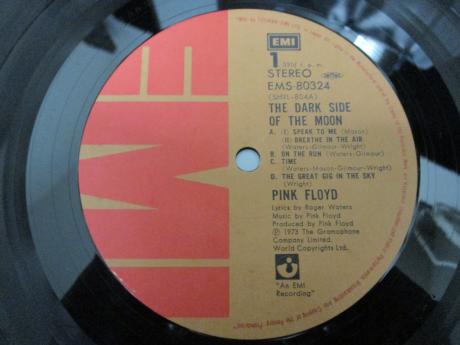 EMI
EMI
1 33⅓ r. p. m.
STEREO
EMS-80324
(SHVL-804A)
THE DARK SIDE
OF THE MOON
A. (I) SPEAK TO ME (Mason)
(II) BREATHE IN THE AIR
(Waters-Gilmour-Wright)
B. ON THE RUN (Waters-Gilmour)
C. TIME
(Waters-Mason-Gilmour-Wright)
D. THE GREAT GIG IN THE SKY
(Wright)
PINK FLOYD
Lyrics by Roger Waters
Music by Pink Floyd
Produced by Pink Floyd
Ⓟ 1973 The Gramophone
Company Limited.
World Copyrights Ltd.
"An EMI
Recording"